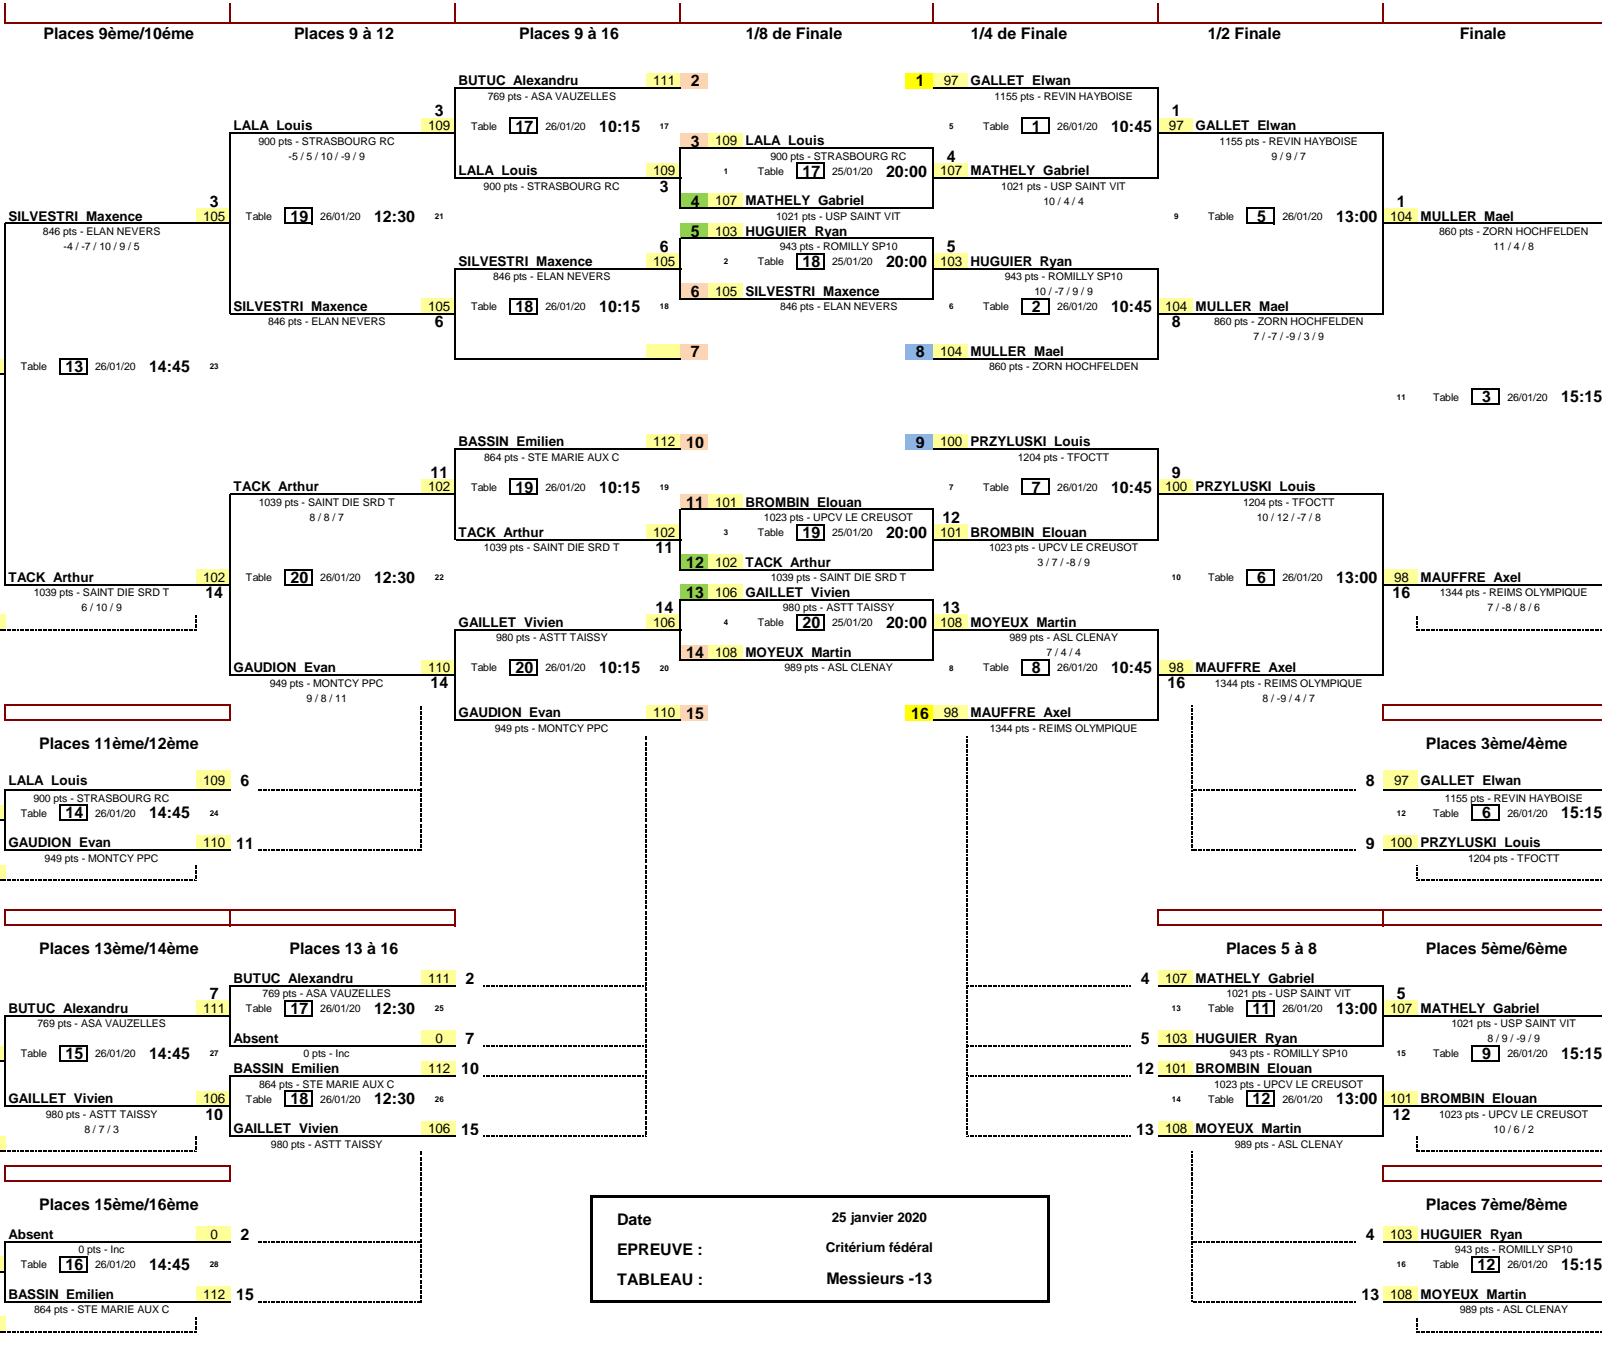 Places 9ème/10éme
Places 9 à 12
Places 9 à 16
1/8 de Finale
1/4 de Finale
1/2 Finale
Finale
BUTUC Alexandru 111 2
769 pts - ASA VAUZELLES
1 97 GALLET Elwan
1155 pts - REVIN HAYBOISE
3
LALA Louis 109
900 pts - STRASBOURG RC
-5 / 5 / 10 / -9 / 9
Table 17 26/01/20 10:15 17
5 Table 1 26/01/20 10:45
1
97 GALLET Elwan
1155 pts - REVIN HAYBOISE
9 / 9 / 7
3 109 LALA Louis
900 pts - STRASBOURG RC
1 Table 17 25/01/20 20:00
LALA Louis 109
900 pts - STRASBOURG RC 3
4
107 MATHELY Gabriel
1021 pts - USP SAINT VIT
10 / 4 / 4
4 107 MATHELY Gabriel
1021 pts - USP SAINT VIT
3
SILVESTRI Maxence 105
846 pts - ELAN NEVERS
-4 / -7 / 10 / 9 / 5
Table 19 26/01/20 12:30 21
9 Table 5 26/01/20 13:00
1
104 MULLER Mael
860 pts - ZORN HOCHFELDEN
11 / 4 / 8
5 103 HUGUIER Ryan
943 pts - ROMILLY SP10
2 Table 18 25/01/20 20:00
6
SILVESTRI Maxence 105
846 pts - ELAN NEVERS
5
103 HUGUIER Ryan
943 pts - ROMILLY SP10
10 / -7 / 9 / 9
6 105 SILVESTRI Maxence
846 pts - ELAN NEVERS
SILVESTRI Maxence 105
846 pts - ELAN NEVERS 6
Table 18 26/01/20 10:15 18
6 Table 2 26/01/20 10:45
104 MULLER Mael
8 860 pts - ZORN HOCHFELDEN
7 / -7 / -9 / 3 / 9
7
8 104 MULLER Mael
860 pts - ZORN HOCHFELDEN
Table 13 26/01/20 14:45 23
11 Table 3 26/01/20 15:15
BASSIN Emilien 112 10
864 pts - STE MARIE AUX C
9 100 PRZYLUSKI Louis
1204 pts - TFOCTT
11
TACK Arthur 102
1039 pts - SAINT DIE SRD T
8 / 8 / 7
Table 19 26/01/20 10:15 19
7 Table 7 26/01/20 10:45
9
100 PRZYLUSKI Louis
1204 pts - TFOCTT
10 / 12 / -7 / 8
11 101 BROMBIN Elouan
1023 pts - UPCV LE CREUSOT
3 Table 19 25/01/20 20:00
TACK Arthur 102
1039 pts - SAINT DIE SRD T 11
12
101 BROMBIN Elouan
1023 pts - UPCV LE CREUSOT
3 / 7 / -8 / 9
12 102 TACK Arthur
1039 pts - SAINT DIE SRD T
TACK Arthur 102
1039 pts - SAINT DIE SRD T 14
6 / 10 / 9
Table 20 26/01/20 12:30 22
10 Table 6 26/01/20 13:00
98 MAUFFRE Axel
16 1344 pts - REIMS OLYMPIQUE
7 / -8 / 8 / 6
13 106 GAILLET Vivien
980 pts - ASTT TAISSY
4 Table 20 25/01/20 20:00
14
GAILLET Vivien 106
980 pts - ASTT TAISSY
13
108 MOYEUX Martin
989 pts - ASL CLENAY
7 / 4 / 4
14 108 MOYEUX Martin
989 pts - ASL CLENAY
GAUDION Evan 110
949 pts - MONTCY PPC 14
9 / 8 / 11
Table 20 26/01/20 10:15 20
8 Table 8 26/01/20 10:45
98 MAUFFRE Axel
16 1344 pts - REIMS OLYMPIQUE
8 / -9 / 4 / 7
GAUDION Evan 110 15
949 pts - MONTCY PPC
16 98 MAUFFRE Axel
1344 pts - REIMS OLYMPIQUE
Places 11ème/12ème
Places 3ème/4ème
LALA Louis 109 6
900 pts - STRASBOURG RC
Table 14 26/01/20 14:45 24
GAUDION Evan 110 11
949 pts - MONTCY PPC
8 97 GALLET Elwan
1155 pts - REVIN HAYBOISE
12 Table 6 26/01/20 15:15
9 100 PRZYLUSKI Louis
1204 pts - TFOCTT
Places 13ème/14ème
Places 13 à 16
Places 5 à 8
Places 5ème/6ème
BUTUC Alexandru 111 2
769 pts - ASA VAUZELLES
Table 17 26/01/20 12:30 25
Absent 0 7
0 pts - Inc
7
BUTUC Alexandru 111
769 pts - ASA VAUZELLES
Table 15 26/01/20 14:45 27
BASSIN Emilien 112 10
864 pts - STE MARIE AUX C
Table 18 26/01/20 12:30 26
GAILLET Vivien 106 15
980 pts - ASTT TAISSY
GAILLET Vivien 106
980 pts - ASTT TAISSY 10
8 / 7 / 3
4 107 MATHELY Gabriel
1021 pts - USP SAINT VIT
13 Table 11 26/01/20 13:00
5 103 HUGUIER Ryan
943 pts - ROMILLY SP10
5
107 MATHELY Gabriel
1021 pts - USP SAINT VIT
8 / 9 / -9 / 9
15 Table 9 26/01/20 15:15
12 101 BROMBIN Elouan
1023 pts - UPCV LE CREUSOT
14 Table 12 26/01/20 13:00
13 108 MOYEUX Martin
989 pts - ASL CLENAY
101 BROMBIN Elouan
12 1023 pts - UPCV LE CREUSOT
10 / 6 / 2
Places 15ème/16ème
Places 7ème/8ème
Absent 0 2
0 pts - Inc
Table 16 26/01/20 14:45 28
BASSIN Emilien 112 15
864 pts - STE MARIE AUX C
Date 25 janvier 2020
EPREUVE : Critérium fédéral
TABLEAU : Messieurs -13
4 103 HUGUIER Ryan
943 pts - ROMILLY SP10
16 Table 12 26/01/20 15:15
13 108 MOYEUX Martin
989 pts - ASL CLENAY